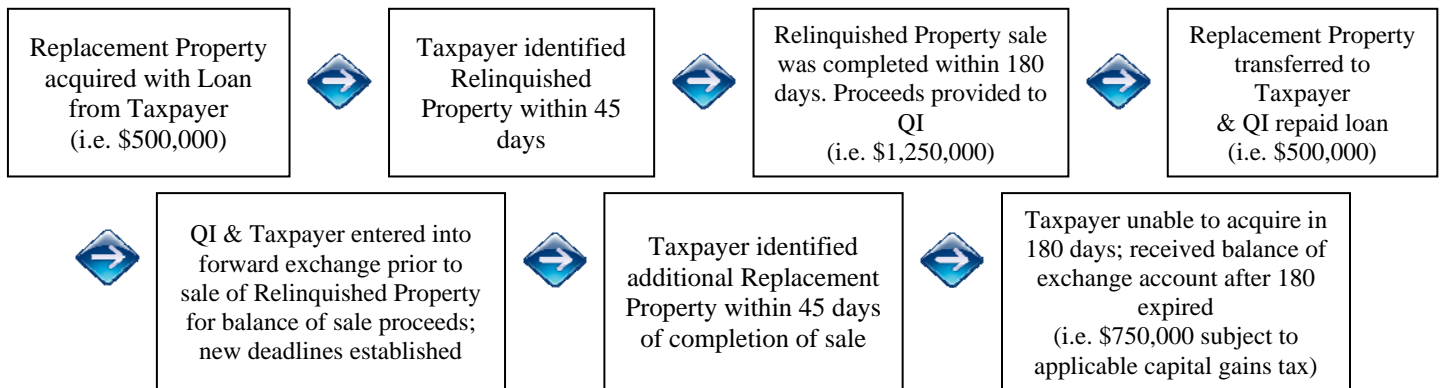 Replacement Property
acquired with Loan
from Taxpayer
(i.e. $500,000)
Taxpayer identified
Relinquished
Property within 45
days
Relinquished Property sale
was completed within 180
days. Proceeds provided to
QI
(i.e. $1,250,000)
Replacement Property
transferred to
Taxpayer
& QI repaid loan
(i.e. $500,000)
QI & Taxpayer entered into
forward exchange prior to
sale of Relinquished Property
for balance of sale proceeds;
new deadlines established
Taxpayer identified
additional Replacement
Property within 45 days
of completion of sale
Taxpayer unable to acquire in
180 days; received balance of
exchange account after 180
expired
(i.e. $750,000 subject to
applicable capital gains tax)